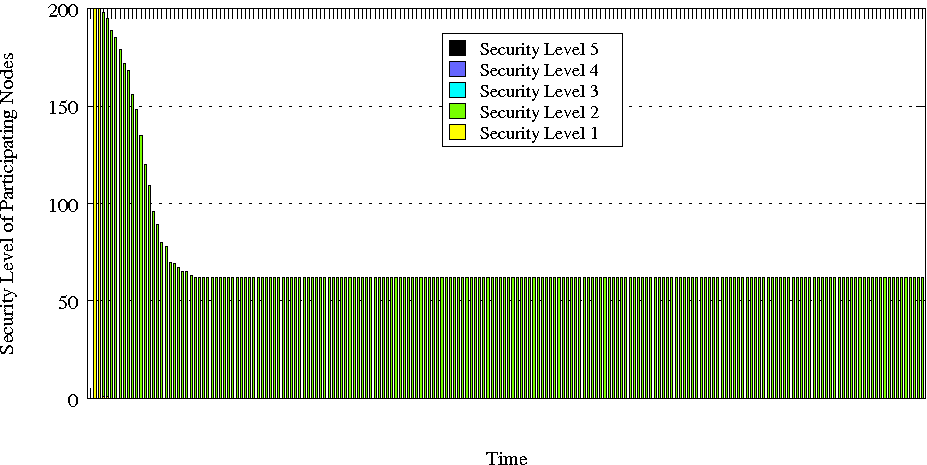 200
150
100
50
0
Security Level of Participating Nodes
Security Level 5
Security Level 4
Security Level 3
Security Level 2
Security Level 1
Time